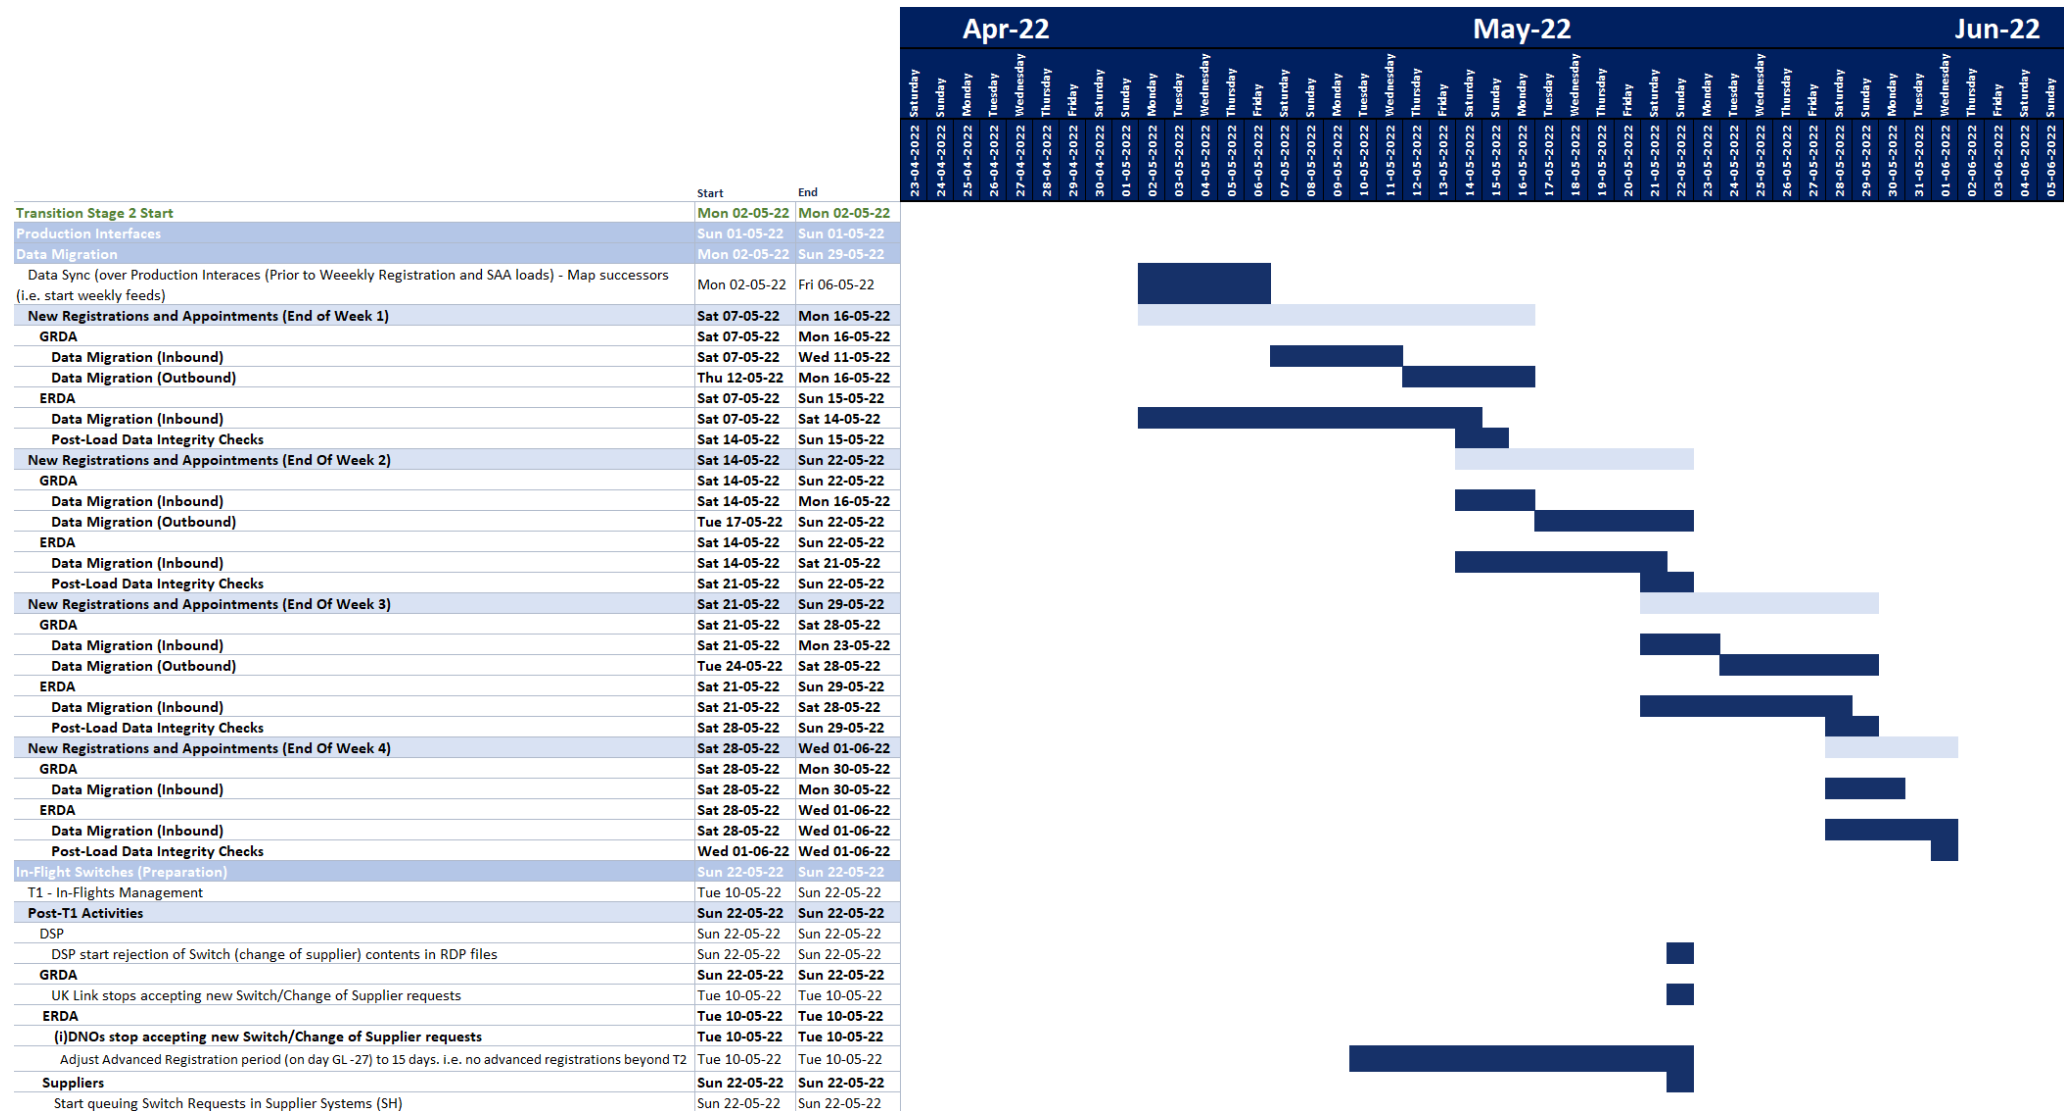 Apr-22 May-22 Jun-22
Saturday Sunday Monday Tuesday Wednesday Thursday Friday Saturday Sunday Monday Tuesday Wednesday Thursday Friday Saturday Sunday Monday Tuesday Wednesday Thursday Friday Saturday Sunday Monday Tuesday Wednesday Thursday Friday Saturday Sunday Monday Tuesday Wednesday Thursday Friday Saturday Sunday Monday Tuesday Wednesday Thursday Friday Saturday Sunday
23-04-2022 24-04-2022 25-04-2022 26-04-2022 27-04-2022 28-04-2022 29-04-2022 30-04-2022 01-05-2022 02-05-2022 03-05-2022 04-05-2022 05-05-2022 06-05-2022 07-05-2022 08-05-2022 09-05-2022 10-05-2022 11-05-2022 12-05-2022 13-05-2022 14-05-2022 15-05-2022 16-05-2022 17-05-2022 18-05-2022 19-05-2022 20-05-2022 21-05-2022 22-05-2022 23-05-2022 24-05-2022 25-05-2022 26-05-2022 27-05-2022 28-05-2022 29-05-2022 30-05-2022 31-05-2022 01-06-2022 02-06-2022 03-06-2022 04-06-2022 05-06-2022
Start End
Transition Stage 2 Start Mon 02-05-22 Mon 02-05-22
Production Interfaces Sun 01-05-22 Sun 01-05-22
Data Migration Mon 02-05-22 Sun 29-05-22
Data Sync (over Production Interaces (Prior to Weeekly Registration and SAA loads) - Map successors
(i.e. start weekly feeds) Mon 02-05-22 Fri 06-05-22
New Registrations and Appointments (End of Week 1) Sat 07-05-22 Mon 16-05-22
GRDA Sat 07-05-22 Mon 16-05-22
Data Migration (Inbound) Sat 07-05-22 Wed 11-05-22
Data Migration (Outbound) Thu 12-05-22 Mon 16-05-22
ERDA Sat 07-05-22 Sun 15-05-22
Data Migration (Inbound) Sat 07-05-22 Sat 14-05-22
Post-Load Data Integrity Checks Sat 14-05-22 Sun 15-05-22
New Registrations and Appointments (End Of Week 2) Sat 14-05-22 Sun 22-05-22
GRDA Sat 14-05-22 Sun 22-05-22
Data Migration (Inbound) Sat 14-05-22 Mon 16-05-22
Data Migration (Outbound) Tue 17-05-22 Sun 22-05-22
ERDA Sat 14-05-22 Sun 22-05-22
Data Migration (Inbound) Sat 14-05-22 Sat 21-05-22
Post-Load Data Integrity Checks Sat 21-05-22 Sun 22-05-22
New Registrations and Appointments (End Of Week 3) Sat 21-05-22 Sun 29-05-22
GRDA Sat 21-05-22 Sat 28-05-22
Data Migration (Inbound) Sat 21-05-22 Mon 23-05-22
Data Migration (Outbound) Tue 24-05-22 Sat 28-05-22
ERDA Sat 21-05-22 Sun 29-05-22
Data Migration (Inbound) Sat 21-05-22 Sat 28-05-22
Post-Load Data Integrity Checks Sat 28-05-22 Sun 29-05-22
New Registrations and Appointments (End Of Week 4) Sat 28-05-22 Wed 01-06-22
GRDA Sat 28-05-22 Mon 30-05-22
Data Migration (Inbound) Sat 28-05-22 Mon 30-05-22
ERDA Sat 28-05-22 Wed 01-06-22
Data Migration (Inbound) Sat 28-05-22 Wed 01-06-22
Post-Load Data Integrity Checks Wed 01-06-22 Wed 01-06-22
In-Flight Switches (Preparation) Sun 22-05-22 Sun 22-05-22
T1 - In-Flights Management Tue 10-05-22 Sun 22-05-22
Post-T1 Activities Sun 22-05-22 Sun 22-05-22
DSP Sun 22-05-22 Sun 22-05-22
DSP start rejection of Switch (change of supplier) contents in RDP files Sun 22-05-22 Sun 22-05-22
GRDA Sun 22-05-22 Sun 22-05-22
UK Link stops accepting new Switch/Change of Supplier requests Tue 10-05-22 Tue 10-05-22
ERDA Tue 10-05-22 Tue 10-05-22
(i)DNOs stop accepting new Switch/Change of Supplier requests Tue 10-05-22 Tue 10-05-22
Adjust Advanced Registration period (on day GL -27) to 15 days. i.e. no advanced registrations beyond T2 Tue 10-05-22 Tue 10-05-22
Suppliers Sun 22-05-22 Sun 22-05-22
Start queuing Switch Requests in Supplier Systems (SH) Sun 22-05-22 Sun 22-05-22